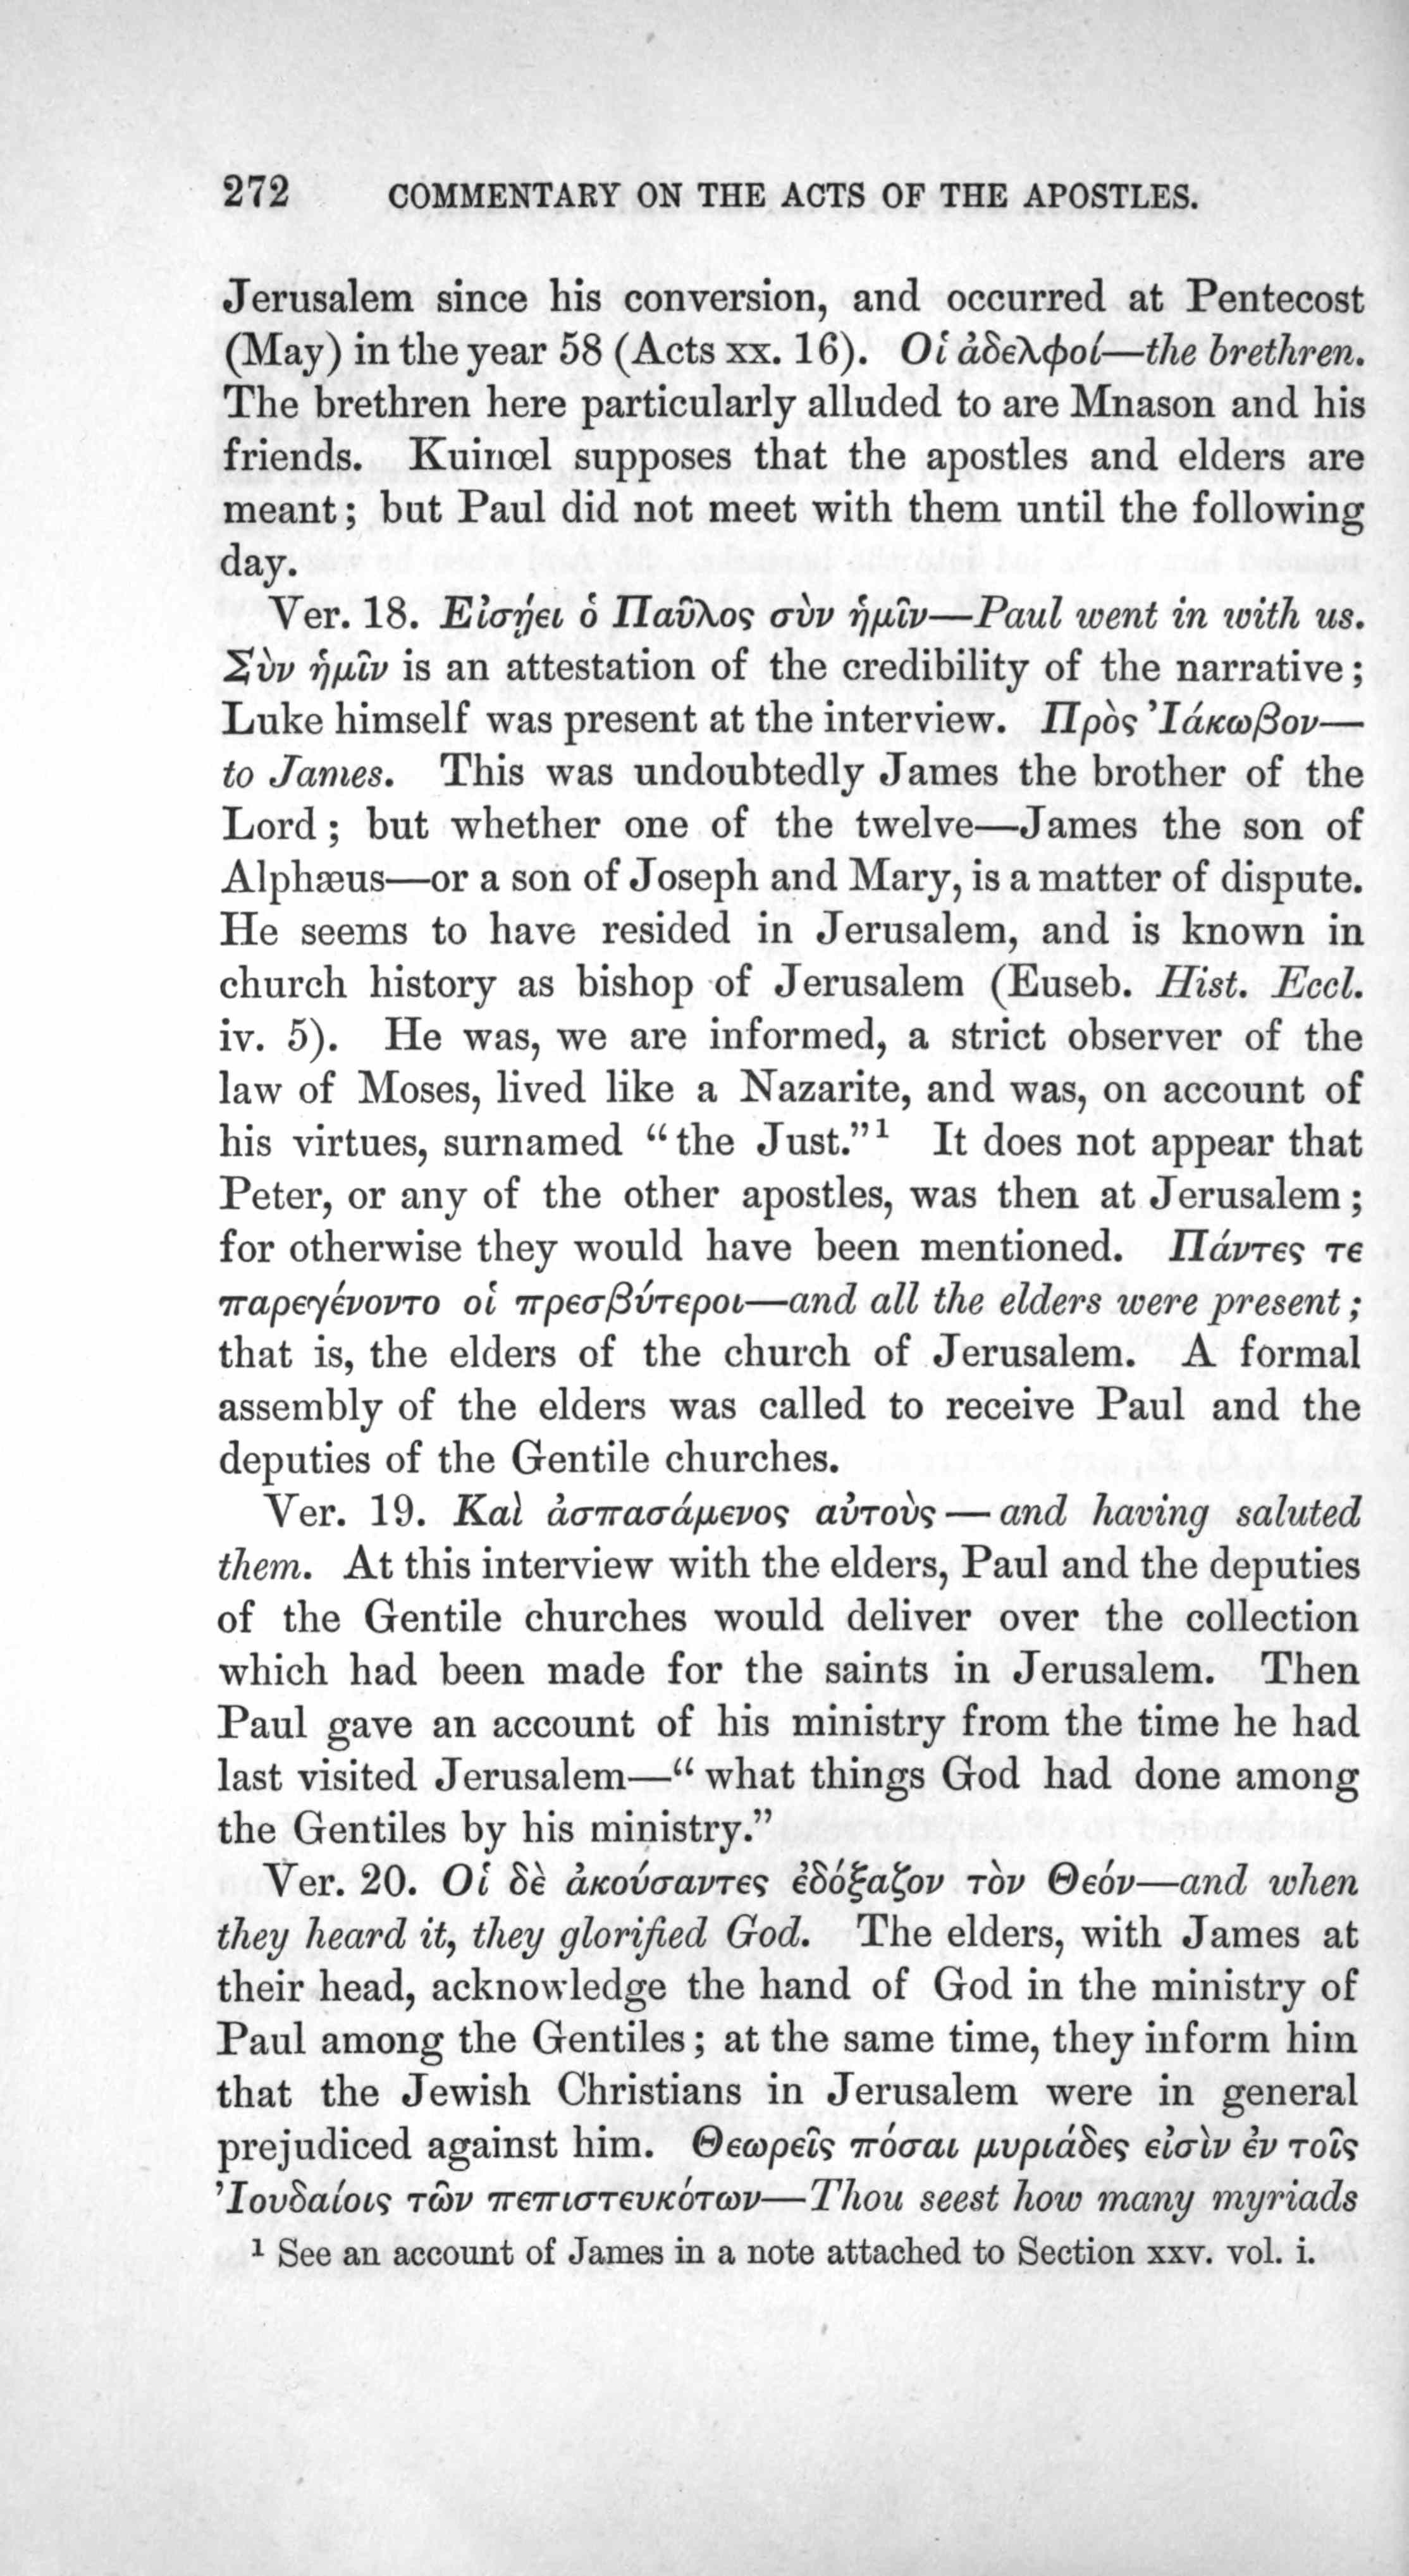 272 COMMENTARY ON THE ACTS OF THE APOSTLES.
Jerusalem since his conversion, and occurred at Pentecost
(May) in the year 58 (Acts xx. 16). Οἱ ἀδελφοί—the brethren.
The brethren here particularly alluded to are Mnason and his
friends. Kuinœl supposes that the apostles and elders are
meant; but Paul did not meet with them until the following
day.
Ver. 18. Εἰσῄει ὁ Παῦλος σὺν ἡμῖν—Paul went in with us.
Σὺν ἡμῖν is an attestation of the credibility of the narrative;
Luke himself was present at the interview. Πρὸς Ἰάκωβον—
to James. This was undoubtedly James the brother of the
Lord; but whether one of the twelve—James the son of
Alphæus—or a son of Joseph and Mary, is a matter of dispute.
He seems to have resided in Jerusalem, and is known in
church history as bishop of Jerusalem (Euseb. Hist. Eccl.
iv. 5). He was, we are informed, a strict observer of the
law of Moses, lived like a Nazarite, and was, on account of
his virtues, surnamed “the Just.”¹ It does not appear that
Peter, or any of the other apostles, was then at Jerusalem;
for otherwise they would have been mentioned. Πάντες τε
παρεγένοντο οἱ πρεσβύτεροι—and all the elders were present;
that is, the elders of the church of Jerusalem. A formal
assembly of the elders was called to receive Paul and the
deputies of the Gentile churches.
Ver. 19. Καὶ ἀσπασάμενος αὐτοὺς—and having saluted
them. At this interview with the elders, Paul and the deputies
of the Gentile churches would deliver over the collection
which had been made for the saints in Jerusalem. Then
Paul gave an account of his ministry from the time he had
last visited Jerusalem—“what things God had done among
the Gentiles by his ministry.”
Ver. 20. Οἱ δὲ ἀκούσαντες ἐδόξαζον τὸν Θεόν—and when
they heard it, they glorified God. The elders, with James at
their head, acknowledge the hand of God in the ministry of
Paul among the Gentiles; at the same time, they inform him
that the Jewish Christians in Jerusalem were in general
prejudiced against him. Θεωρεῖς πόσαι μυριάδες εἰσὶν ἐν τοῖς
Ἰουδαίοις τῶν πεπιστευκότων—Thou seest how many myriads
¹ See an account of James in a note attached to Section xxv. vol. i.